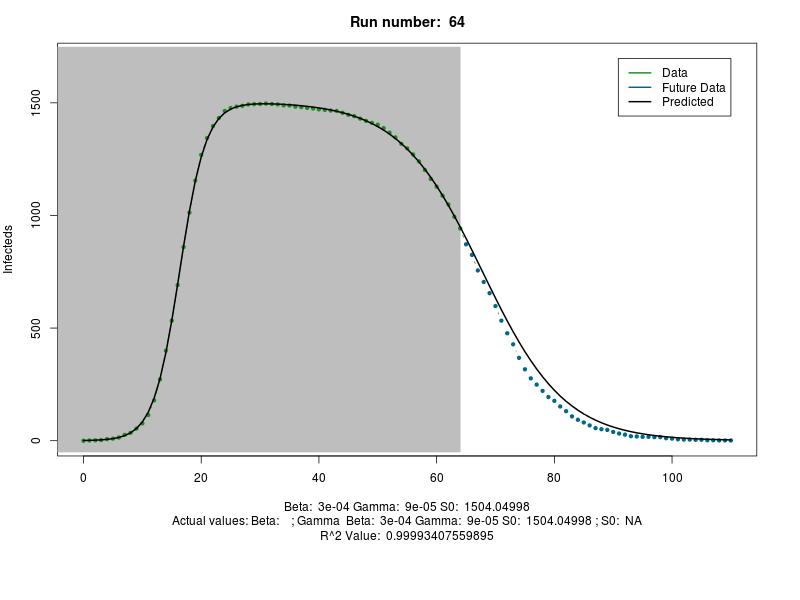 Run number: 64
1500
1000
500
0
Infecteds
Data
Future Data
Predicted
0 20 40 60 80 100
Beta: 3e-04 Gamma: 9e-05 S0: 1504.04998
Actual values: Beta: ; Gamma Beta: 3e-04 Gamma: 9e-05 S0: 1504.04998 ; S0: NA
R^2 Value: 0.99993407559895